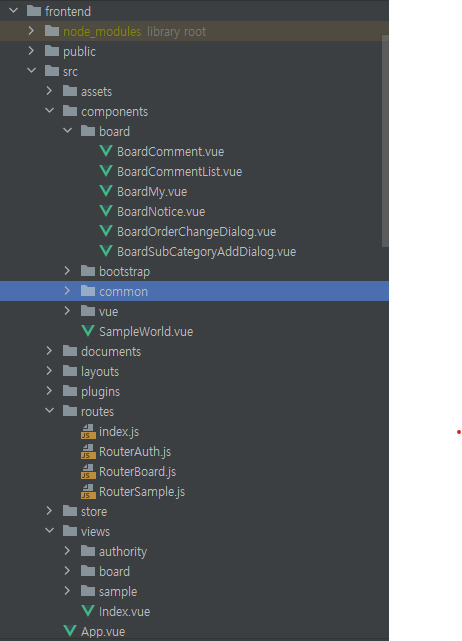 frontend
node_modules library root
public
src
assets
components
board
BoardComment.vue
BoardCommentList.vue
BoardMy.vue
BoardNotice.vue
BoardOrderChangeDialog.vue
BoardSubCategoryAddDialog.vue
bootstrap
common
vue
SampleWorld.vue
documents
layouts
plugins
routes
index.js
RouterAuth.js
RouterBoard.js
RouterSample.js
store
views
authority
board
sample
Index.vue
App.vue